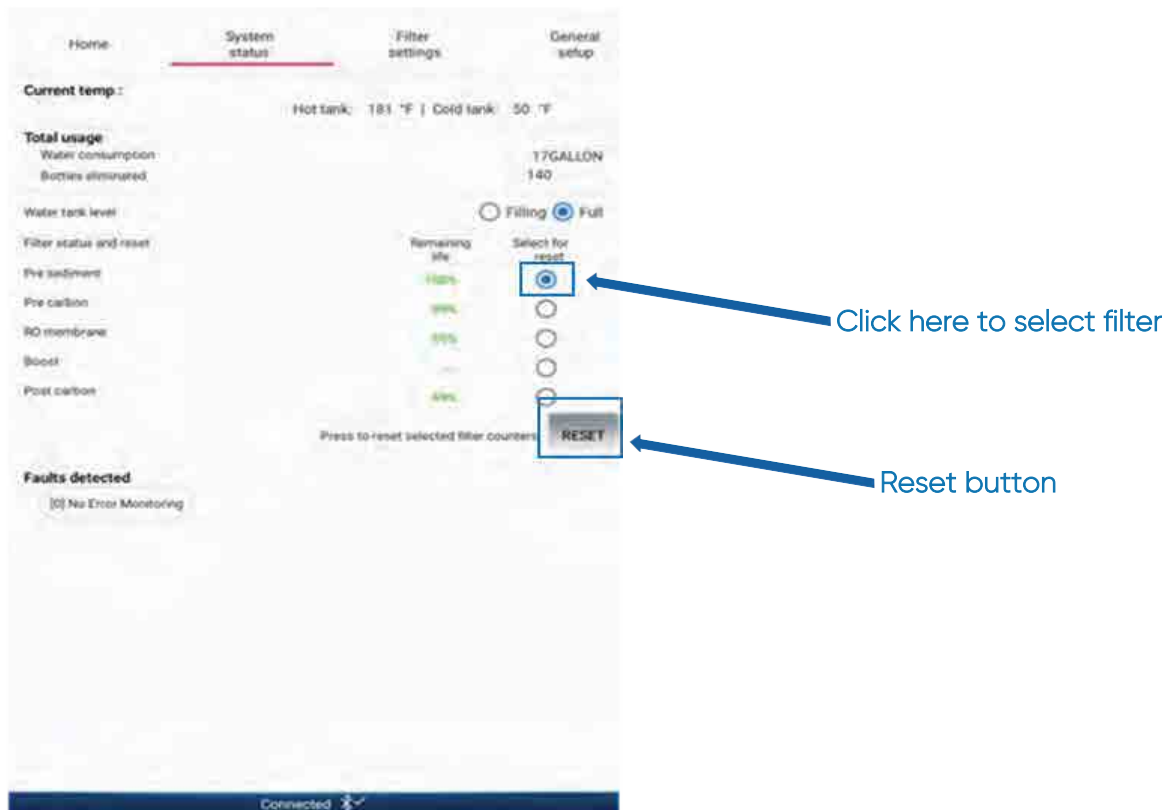 Home
System
status
Filter
settings
General
setup
Current temp :
Hot tank: 181 °F | Cold tank: 50 °F
Total usage
Water consumption 17GALLON
Bottles eliminated 140
Water tank level Filling Full
Filter status and reset
Remaining
life
Select for
reset
Pre sediment 100%
Pre carbon 99%
RO membrane
Boost
Post carbon
Press to reset selected filter counters RESET
Faults detected
[0] No Error Monitoring
Connected
Click here to select filter
Reset button